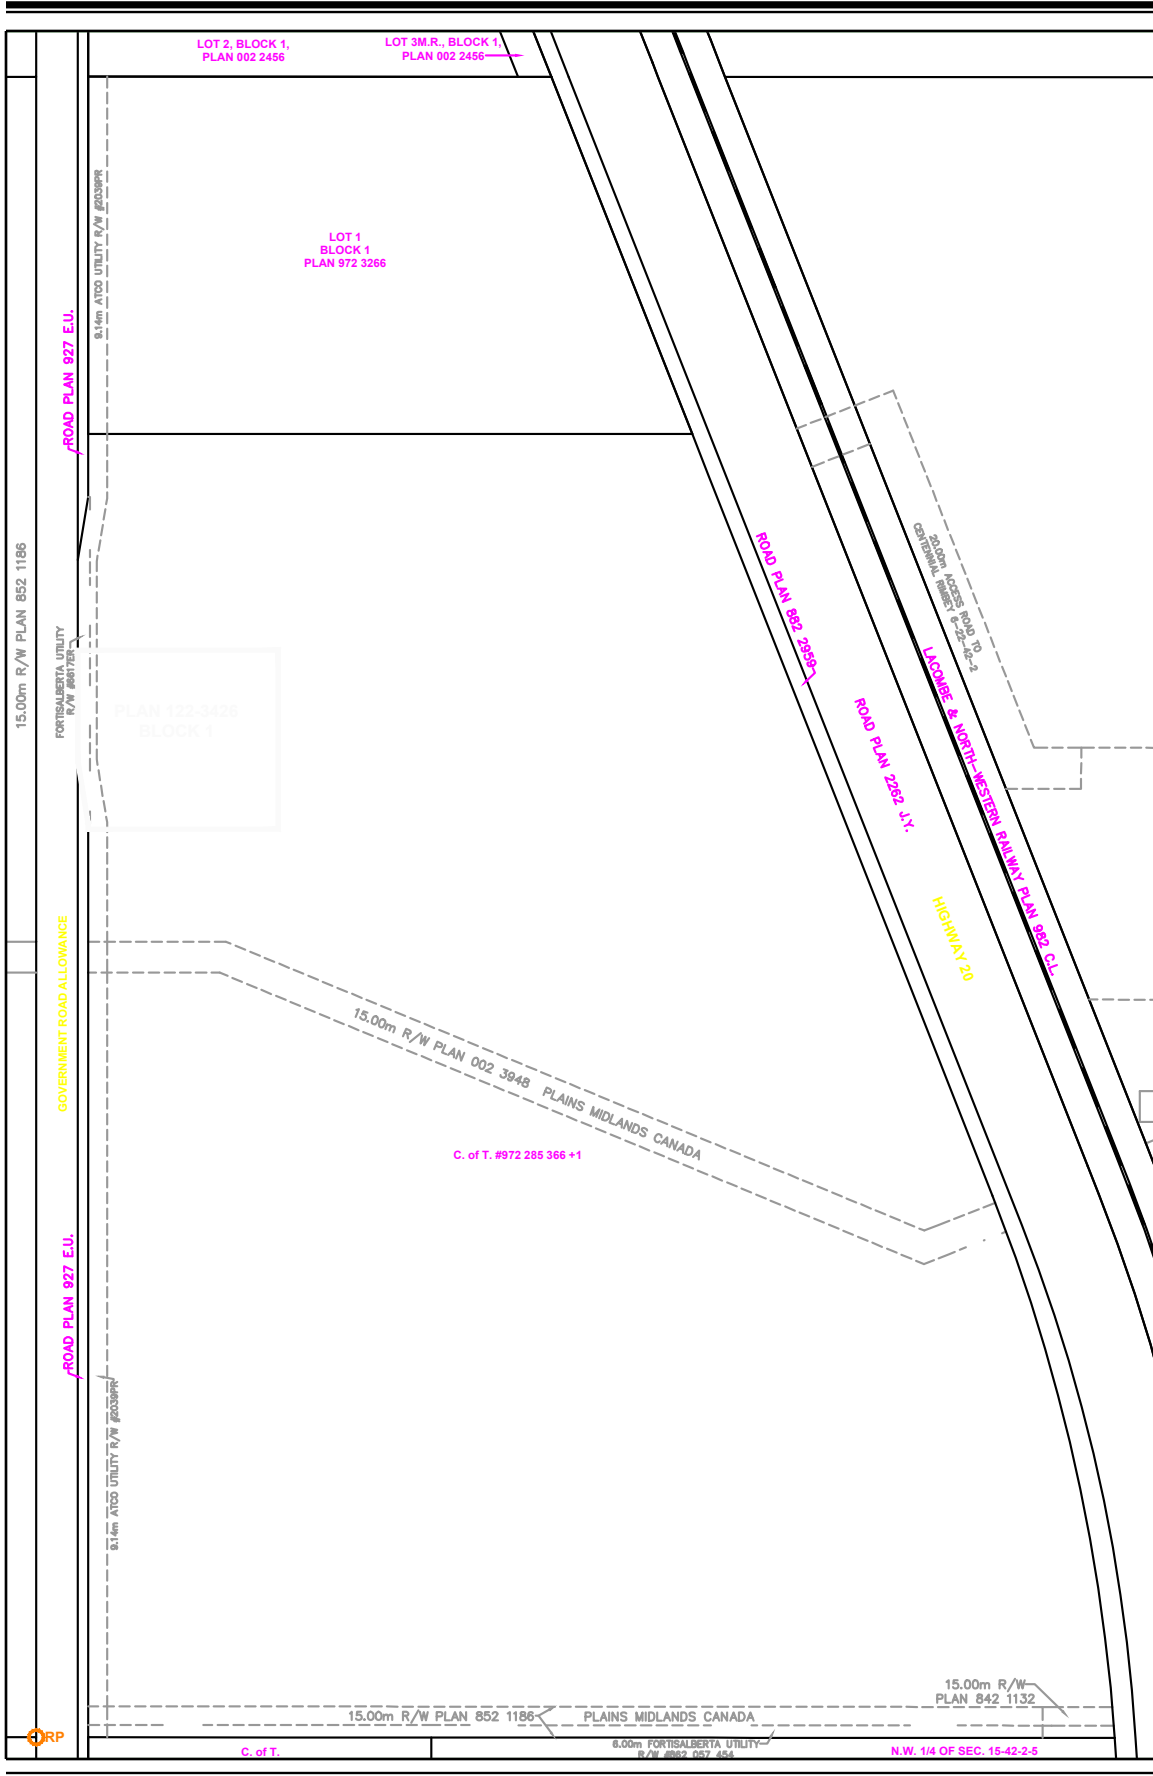 LOT 2, BLOCK 1,
PLAN 002 2456
LOT 3M.R., BLOCK 1,
PLAN 002 2456
9.14m ATCO UTILITY R/W #2039PR
LOT 1
BLOCK 1
PLAN 972 3266
ROAD PLAN 927 E.U.
15.00m R/W PLAN 852 1186
FORTISALBERTA UTILITY
R/W #8617ER
PLAN 122-3426
BLOCK 1
ROAD PLAN 882 2959
20.00m ACCESS ROAD TO
CENTENNIAL RIMBEY 6-22-42-2
LACOMBE & NORTH-WESTERN RAILWAY PLAN 982 C.L.
ROAD PLAN 2262 J.Y.
HIGHWAY 20
GOVERNMENT ROAD ALLOWANCE
15.00m R/W PLAN 002 3948 PLAINS MIDLANDS CANADA
C. of T. #972 285 366 +1
ROAD PLAN 927 E.U.
9.14m ATCO UTILITY R/W #2039PR
15.00m R/W
PLAN 842 1132
15.00m R/W PLAN 852 1186
PLAINS MIDLANDS CANADA
RP
6.00m FORTISALBERTA UTILITY
R/W #862 057 454
C. of T.
N.W. 1/4 OF SEC. 15-42-2-5